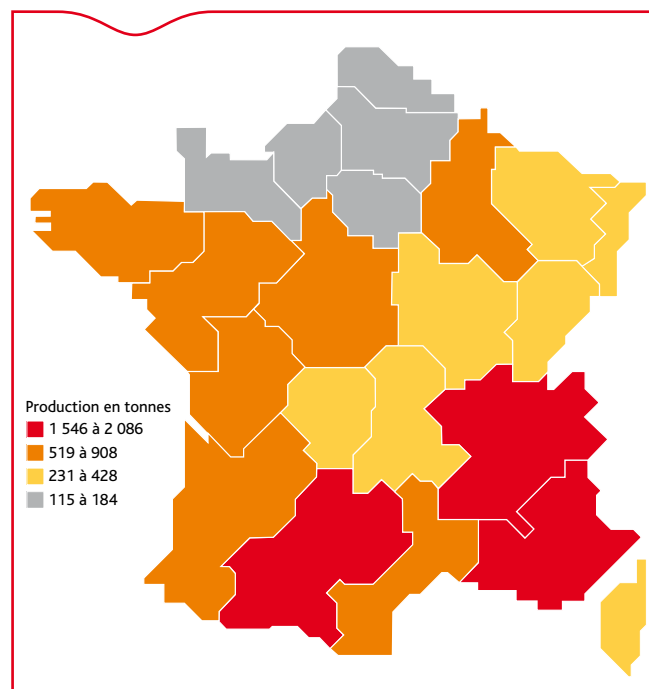 Production en tonnes
1 546 à 2 086
519 à 908
231 à 428
115 à 184